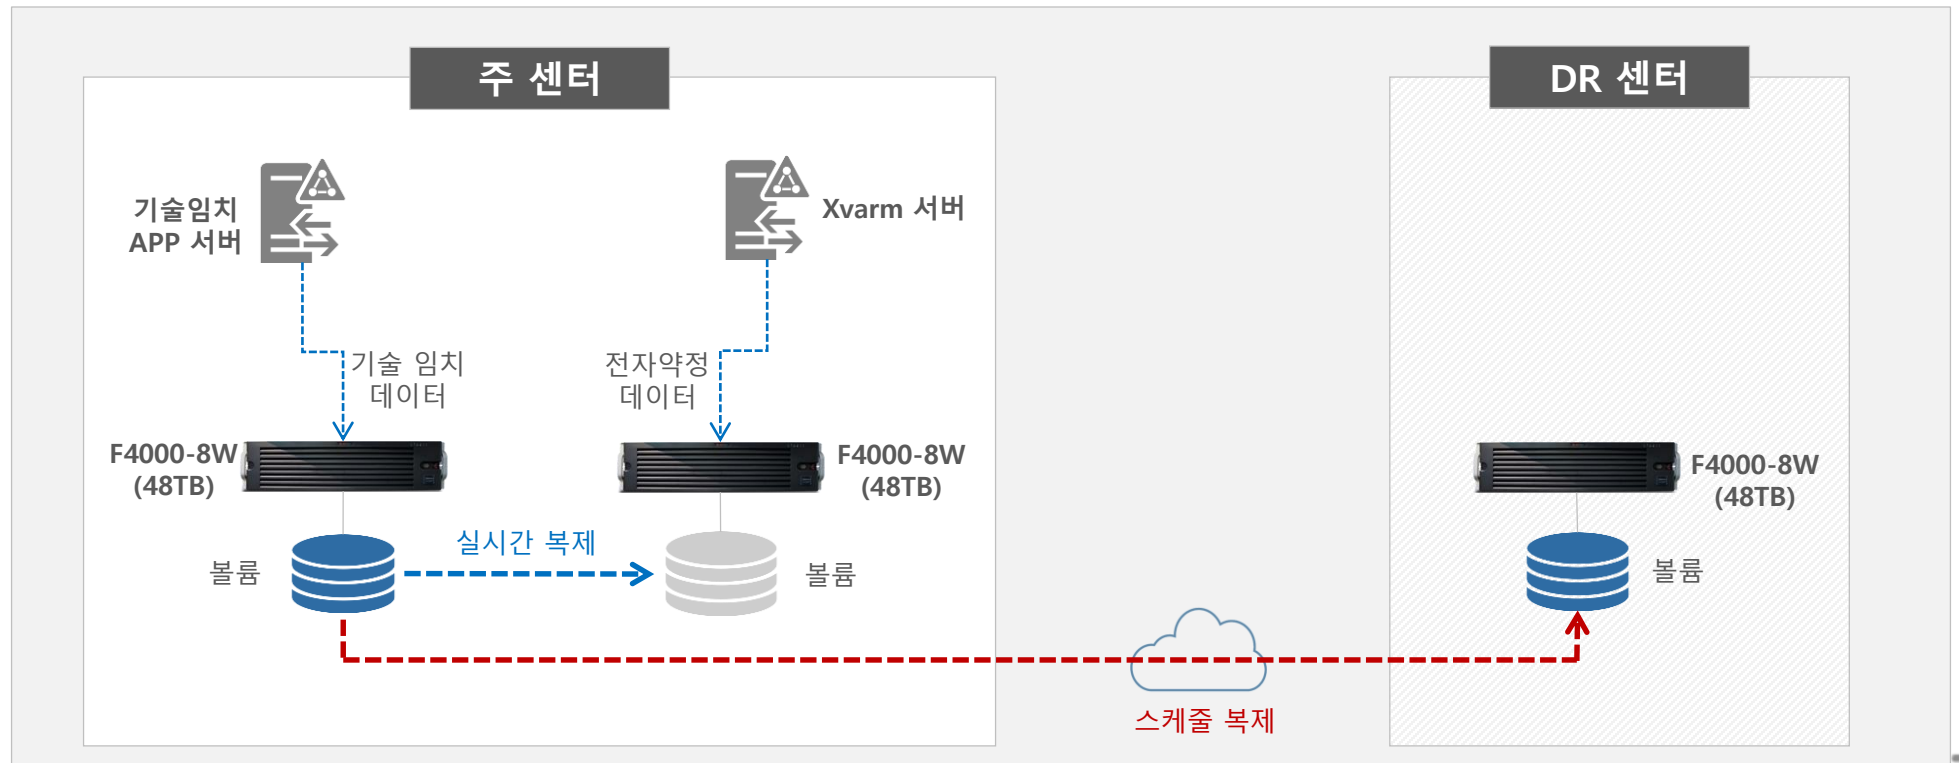 주 센터
DR 센터
기술임치
APP 서버
Xvarm 서버
기술 임치
데이터
전자약정
데이터
F4000-8W
(48TB)
F4000-8W
(48TB)
F4000-8W
(48TB)
실시간 복제
볼륨
볼륨
볼륨
스케줄 복제